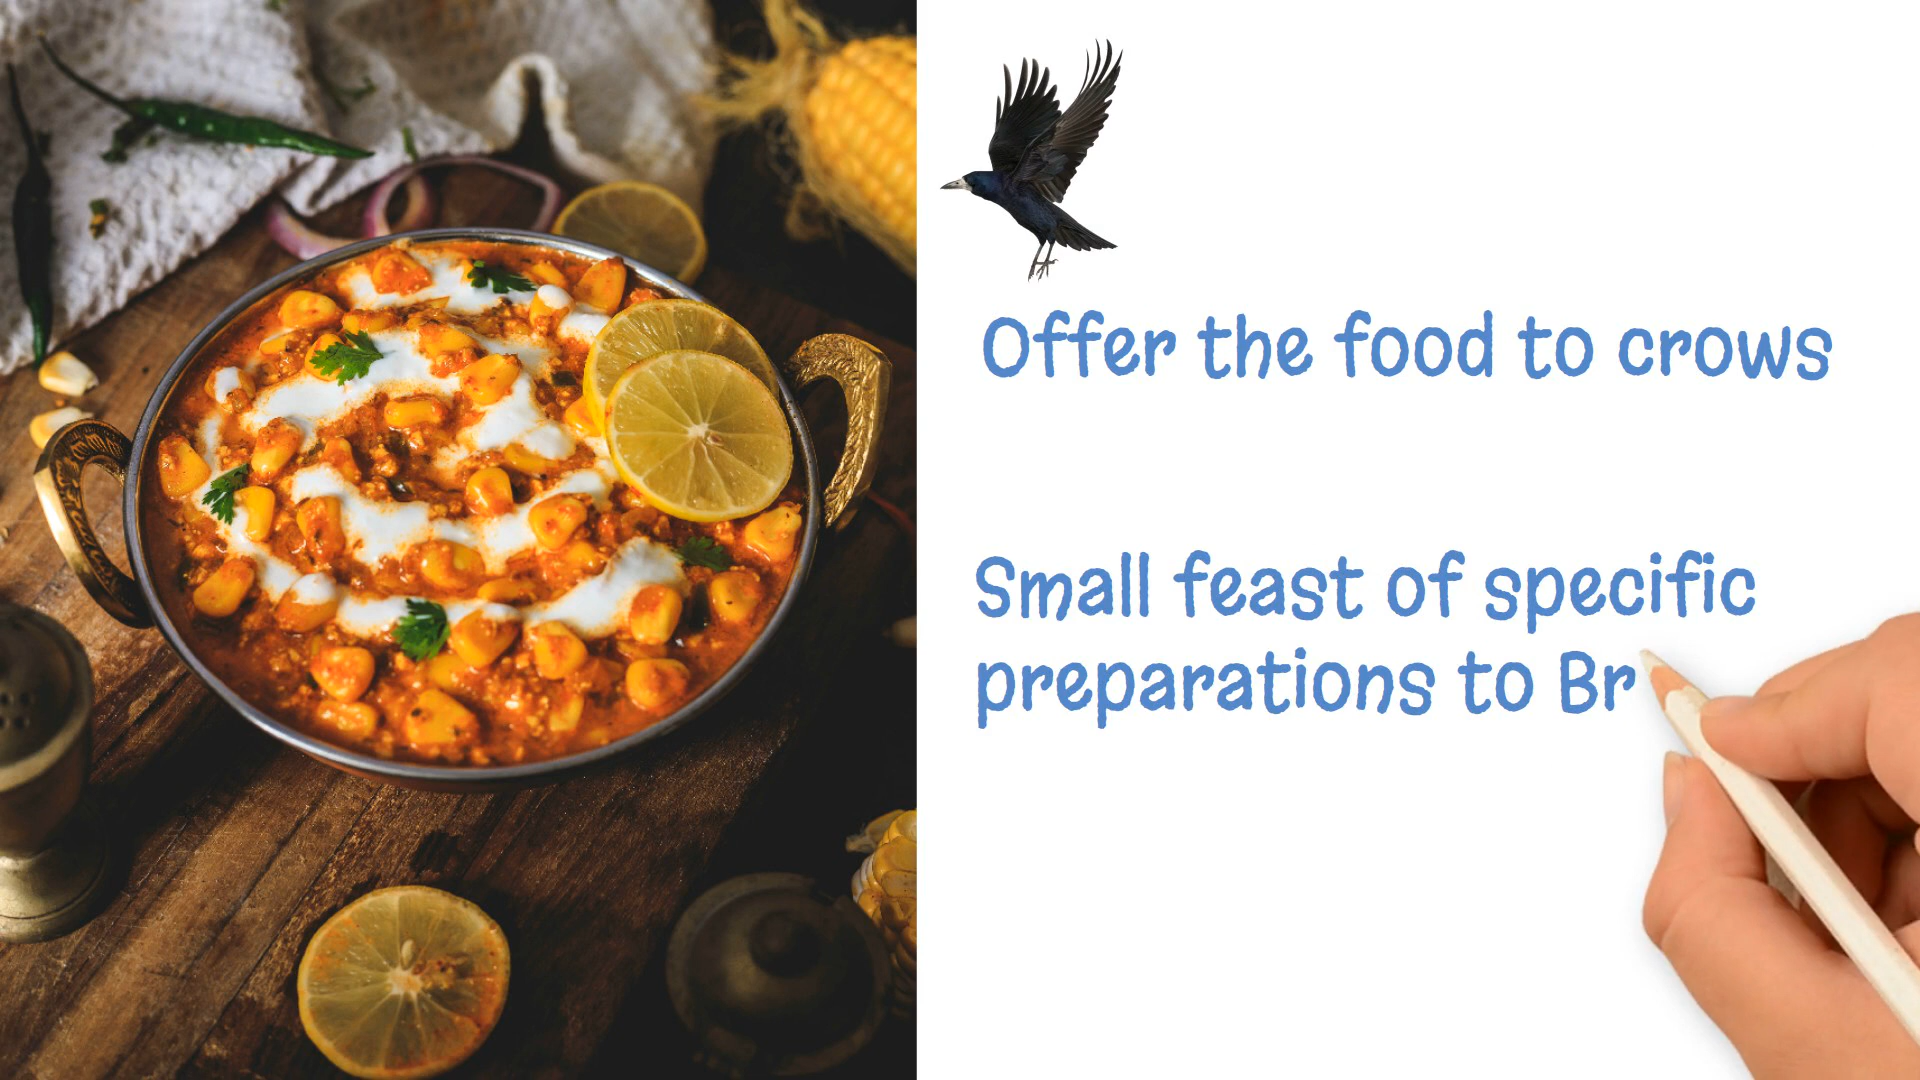 Offer the food to crows
Small feast of specific
preparations to Br